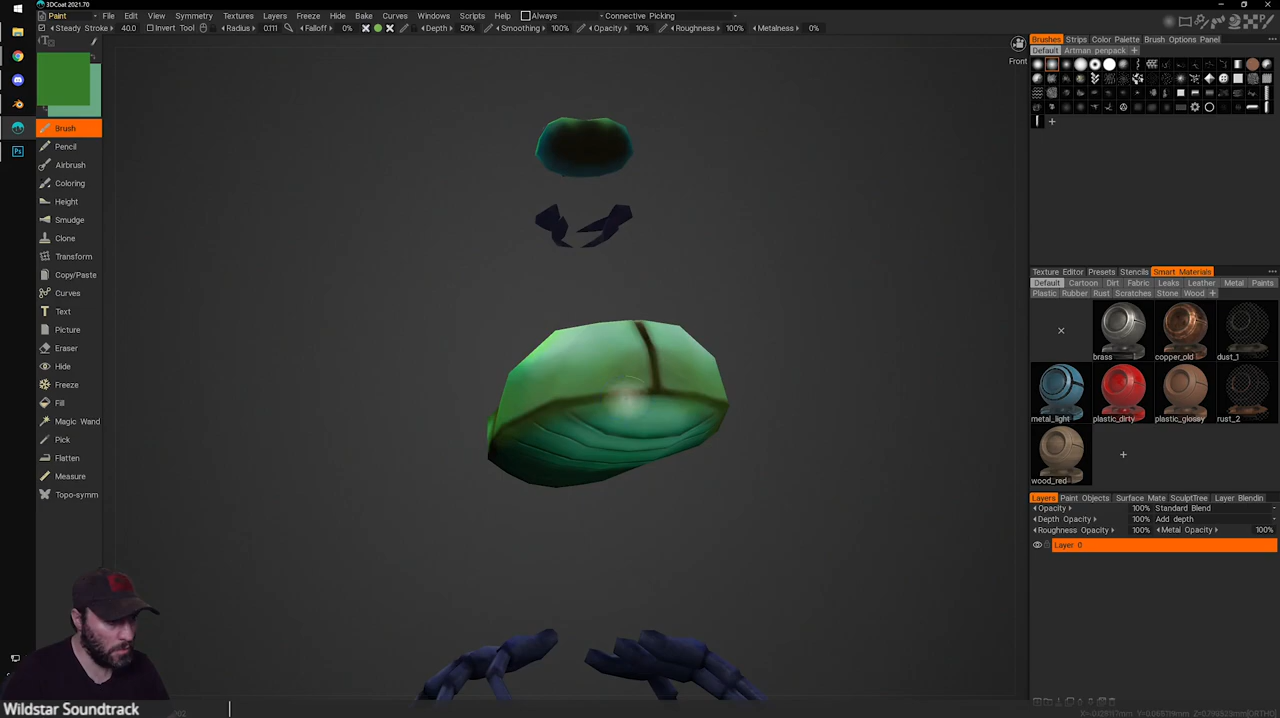 3DCoat 2021.70
Paint File Edit View Symmetry Textures Layers Freeze Hide Bake Curves Windows Scripts Help Always Connective Picking
Steady Stroke 40.0 Invert Tool Radius 0.111 Falloff 0% Depth 50% Smoothing 100% Opacity 10% Roughness 100% Metalness 0%
Front
Brush
Pencil
Airbrush
Coloring
Height
Smudge
Clone
Transform
Copy/Paste
Curves
Text
Picture
Eraser
Hide
Freeze
Fill
Magic Wand
Pick
Flatten
Measure
Topo-symm
Brushes Strips Color Palette Brush Options Panel
Default Artman penpack +
Texture Editor Presets Stencils Smart Materials
Default Cartoon Dirt Fabric Leaks Leather Metal Paints
Plastic Rubber Rust Scratches Stone Wood +
brass copper_old dust_1
metal_light plastic_dirty plastic_glossy rust_2
wood_red
Layers Paint Objects Surface Mate SculptTree Layer Blendin
Opacity 100% Standard Blend
Depth Opacity 100% Add depth
Roughness Opacity 100% Metal Opacity 100%
Layer 0
Wildstar Soundtrack